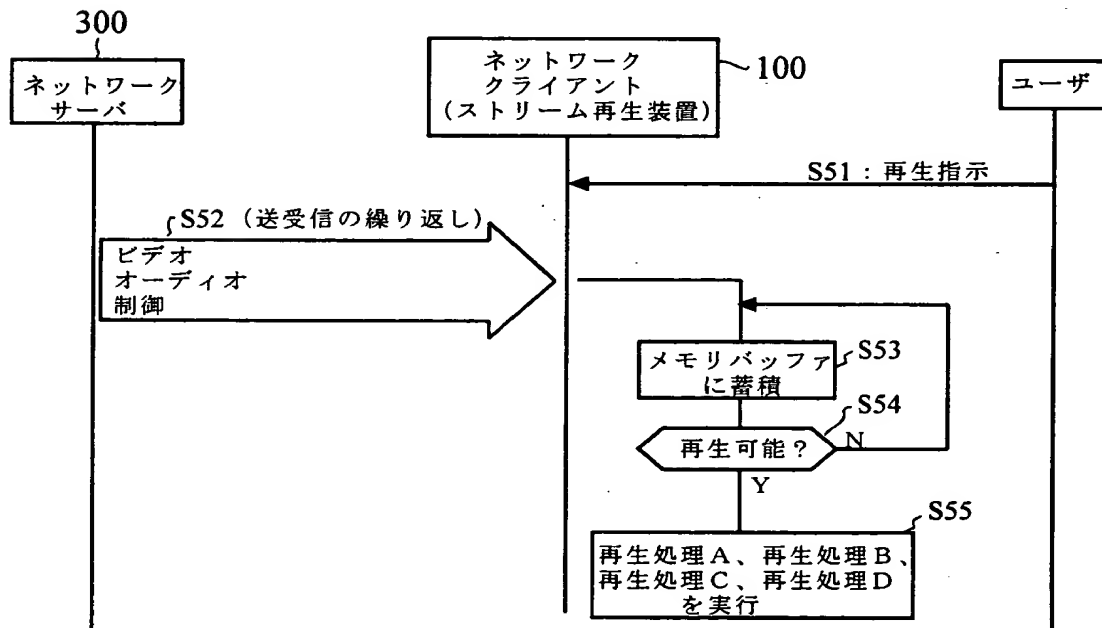 300
ネットワーク
サーバ
ネットワーク
クライアント
(ストリーム再生装置)
100
ユーザ
S51:再生指示
S52(送受信の繰り返し)
ビデオ
オーディオ
制御
メモリバッファ
に蓄積
S53
S54
再生可能?
N
Y
S55
再生処理A、再生処理B、
再生処理C、再生処理D
を実行